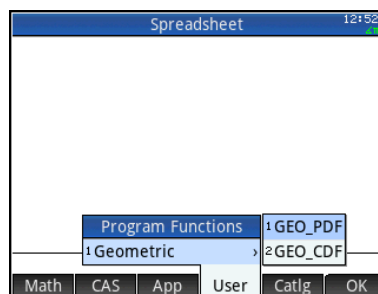 Spreadsheet 12:52
Program Functions
1 Geometric ›
1 GEO_PDF
2 GEO_CDF
Math CAS App User Catlg OK